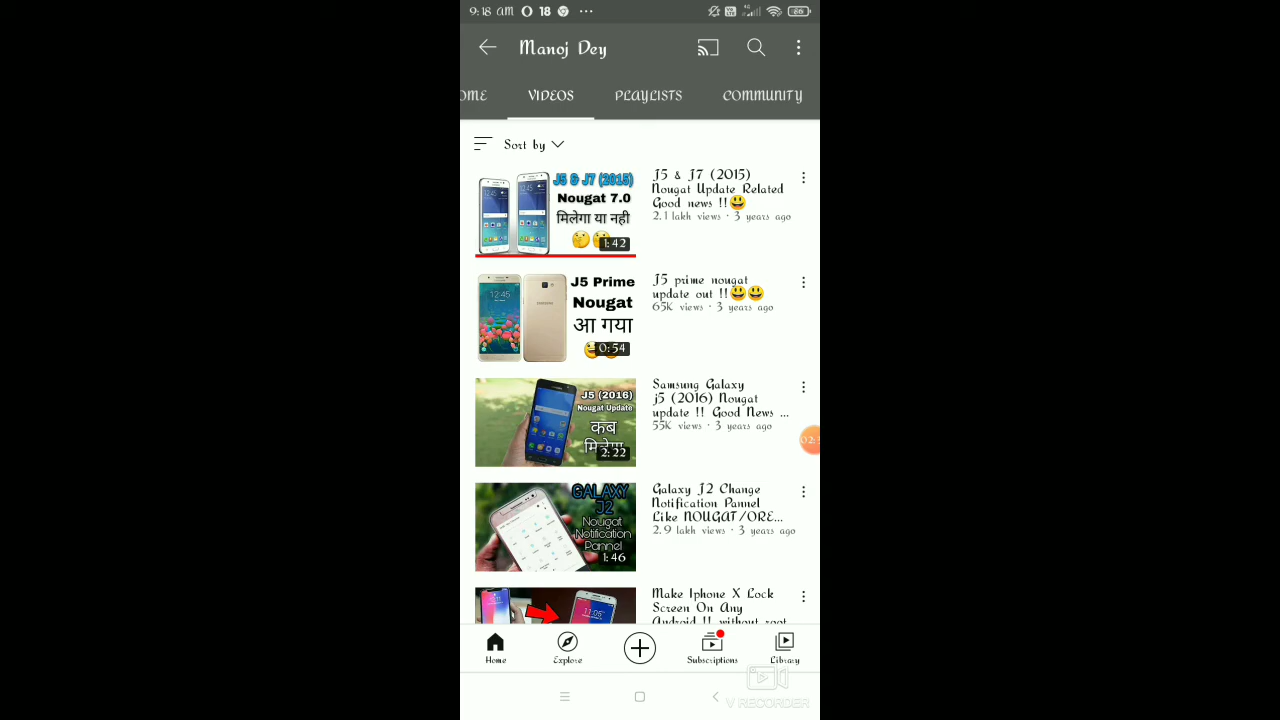 9:18 AM 18 ...
Manoj Dey
OME VIDEOS PLAYLISTS COMMUNITY
Sort by
J5 & J7 (2015)
Nougat 7.0
मिलेगा या नही
1:42
J5 & J7 (2015)
Nougat Update Related
Good news !!😃
2.1 lakh views · 3 years ago
J5 Prime
Nougat
आ गया
0:54
J5 prime nougat
update out !!😃😃
65K views · 3 years ago
J5 (2016)
Nougat Update
कब
मिलेगा
2:22
Samsung Galaxy
j5 (2016) Nougat
update !! Good News ...
55K views · 3 years ago
GALAXY
J2
Nougat
Notification
Pannel
1:46
Galaxy J2 Change
Notification Pannel
Like NOUGAT/ORE...
2.9 lakh views · 3 years ago
11:05
Make Iphone X Lock
Screen On Any
Android !! without root
Home Explore Subscriptions Library
V RECORDER